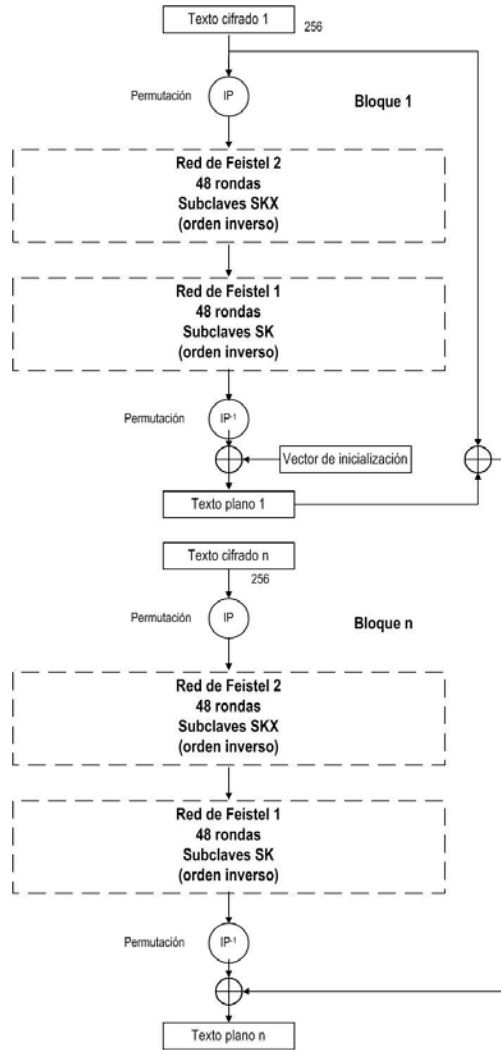 Texto cifrado 1
256
Permutación
IP
Bloque 1
Red de Feistel 2
48 rondas
Subclaves SKX
(orden inverso)
Red de Feistel 1
48 rondas
Subclaves SK
(orden inverso)
Permutación
IP-1
Vector de inicialización
Texto plano 1
Texto cifrado n
256
Permutación
IP
Bloque n
Red de Feistel 2
48 rondas
Subclaves SKX
(orden inverso)
Red de Feistel 1
48 rondas
Subclaves SK
(orden inverso)
Permutación
IP-1
Texto plano n